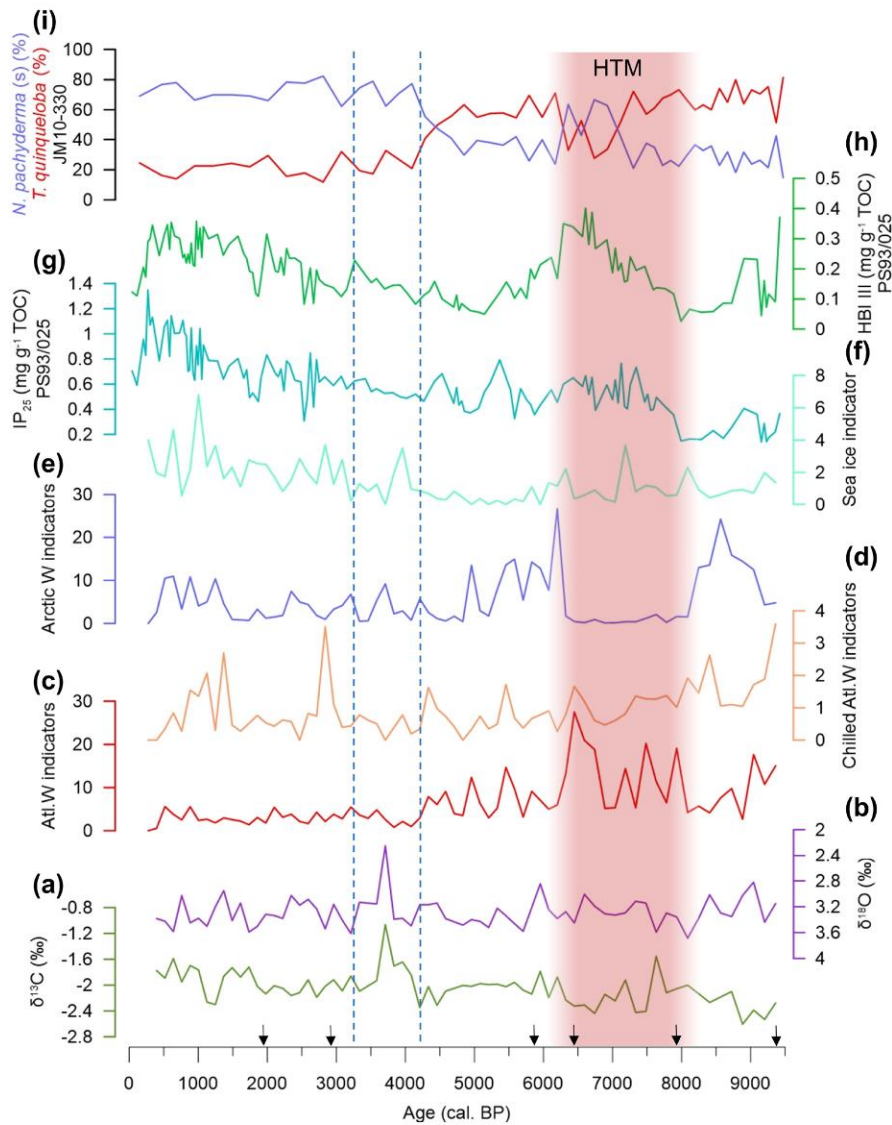 (i)
HTM
100
80
60
40
20
0
N. pachyderma (s) (%)
T. quinqueloba (%)
JM10-330
(h)
0.5
0.4
0.3
0.2
0.1
0
HBI III (mg g⁻¹ TOC)
PS93/025
(g)
1.4
1.2
1
0.8
0.6
0.4
0.2
IP₂₅ (mg g⁻¹ TOC)
PS93/025
(f)
8
6
4
2
0
Sea ice indicator
(e)
30
20
10
0
Arctic W indicators
(d)
4
3
2
1
0
Chilled Atl.W indicators
(c)
30
20
10
0
Atl.W indicators
(b)
2
2.4
2.8
3.2
3.6
4
δ¹⁸O (‰)
(a)
-0.8
-1.2
-1.6
-2
-2.4
-2.8
δ¹³C (‰)
0 1000 2000 3000 4000 5000 6000 7000 8000 9000
Age (cal. BP)